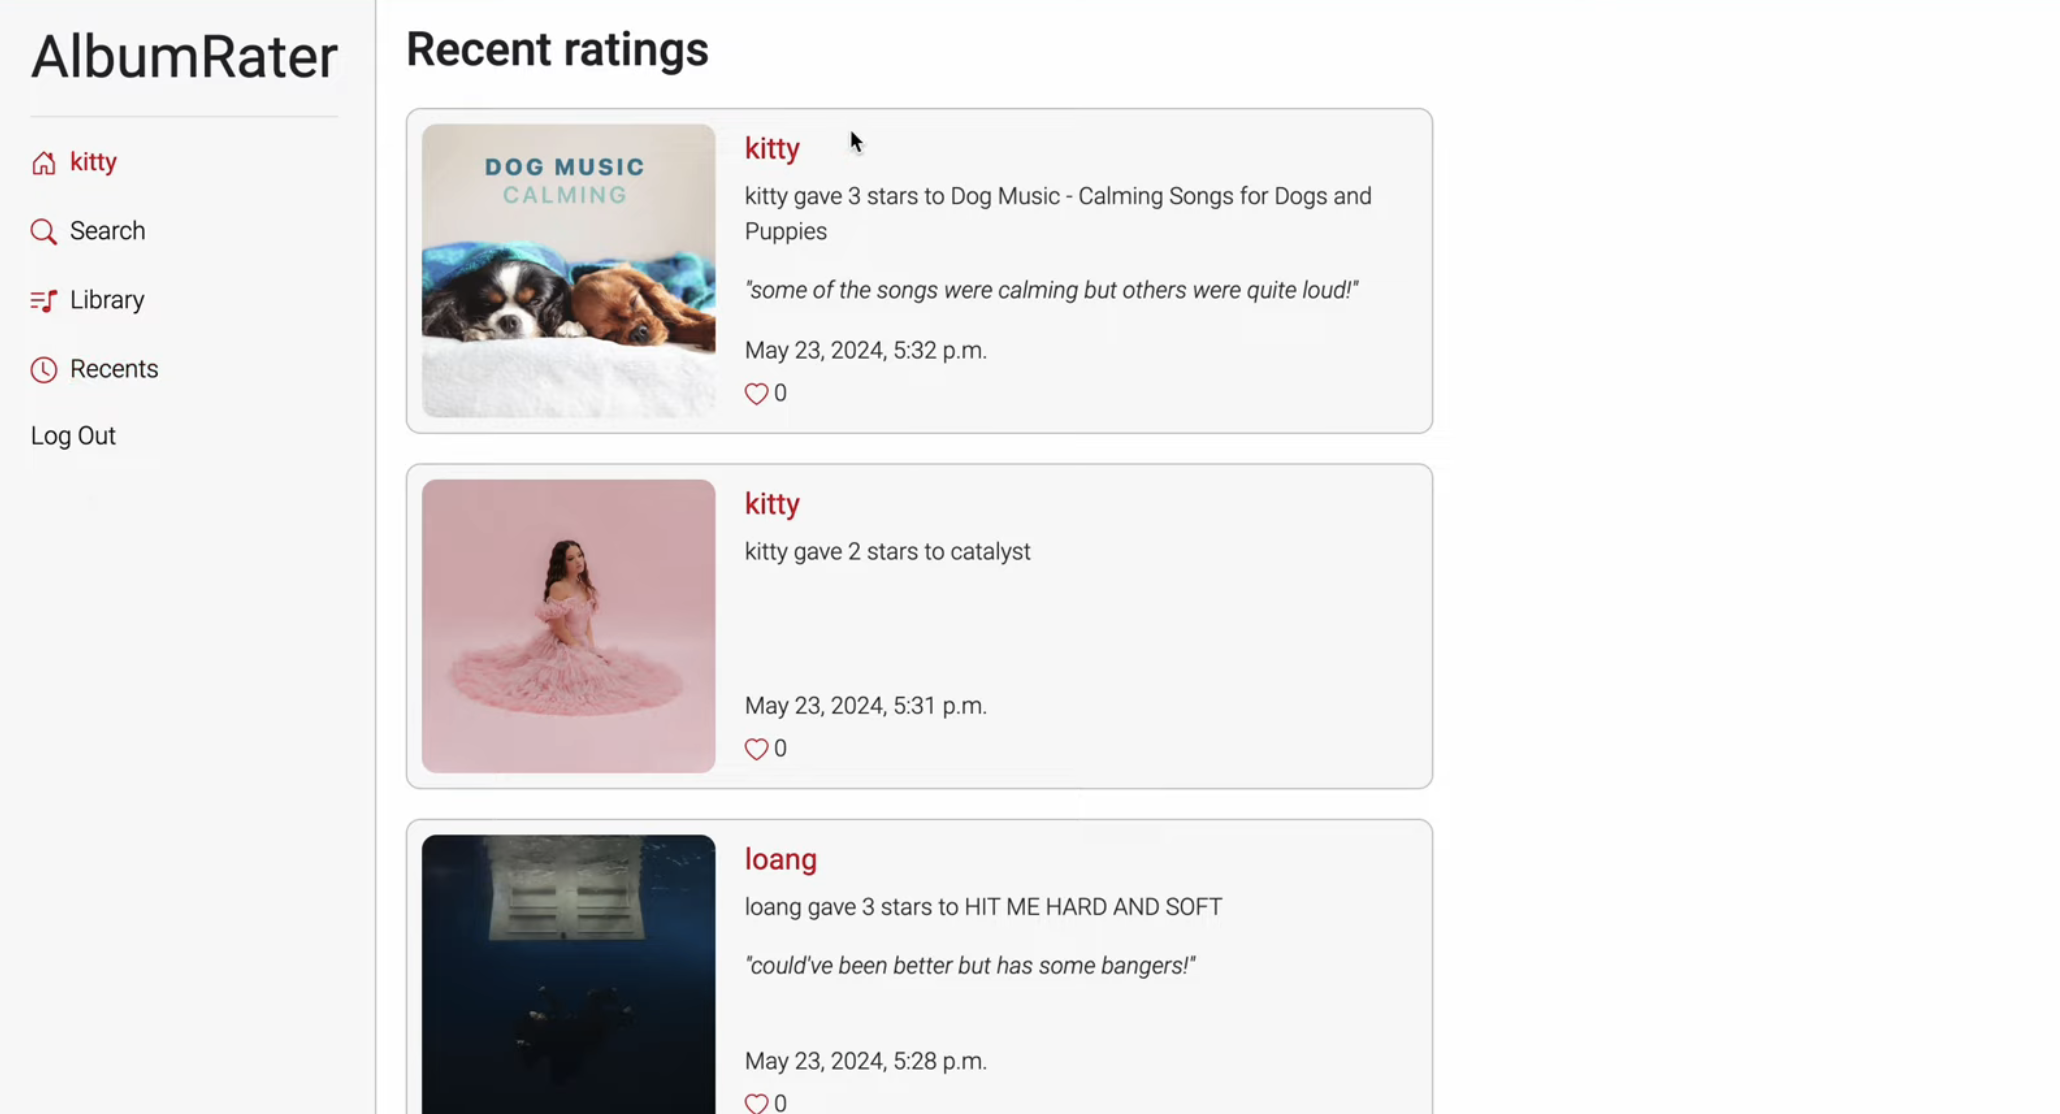 AlbumRater
kitty
Search
Library
Recents
Log Out
Recent ratings
DOG MUSIC
CALMING
kitty
kitty gave 3 stars to Dog Music - Calming Songs for Dogs and
Puppies
"some of the songs were calming but others were quite loud!"
May 23, 2024, 5:32 p.m.
0
kitty
kitty gave 2 stars to catalyst
May 23, 2024, 5:31 p.m.
0
loang
loang gave 3 stars to HIT ME HARD AND SOFT
"could've been better but has some bangers!"
May 23, 2024, 5:28 p.m.
0